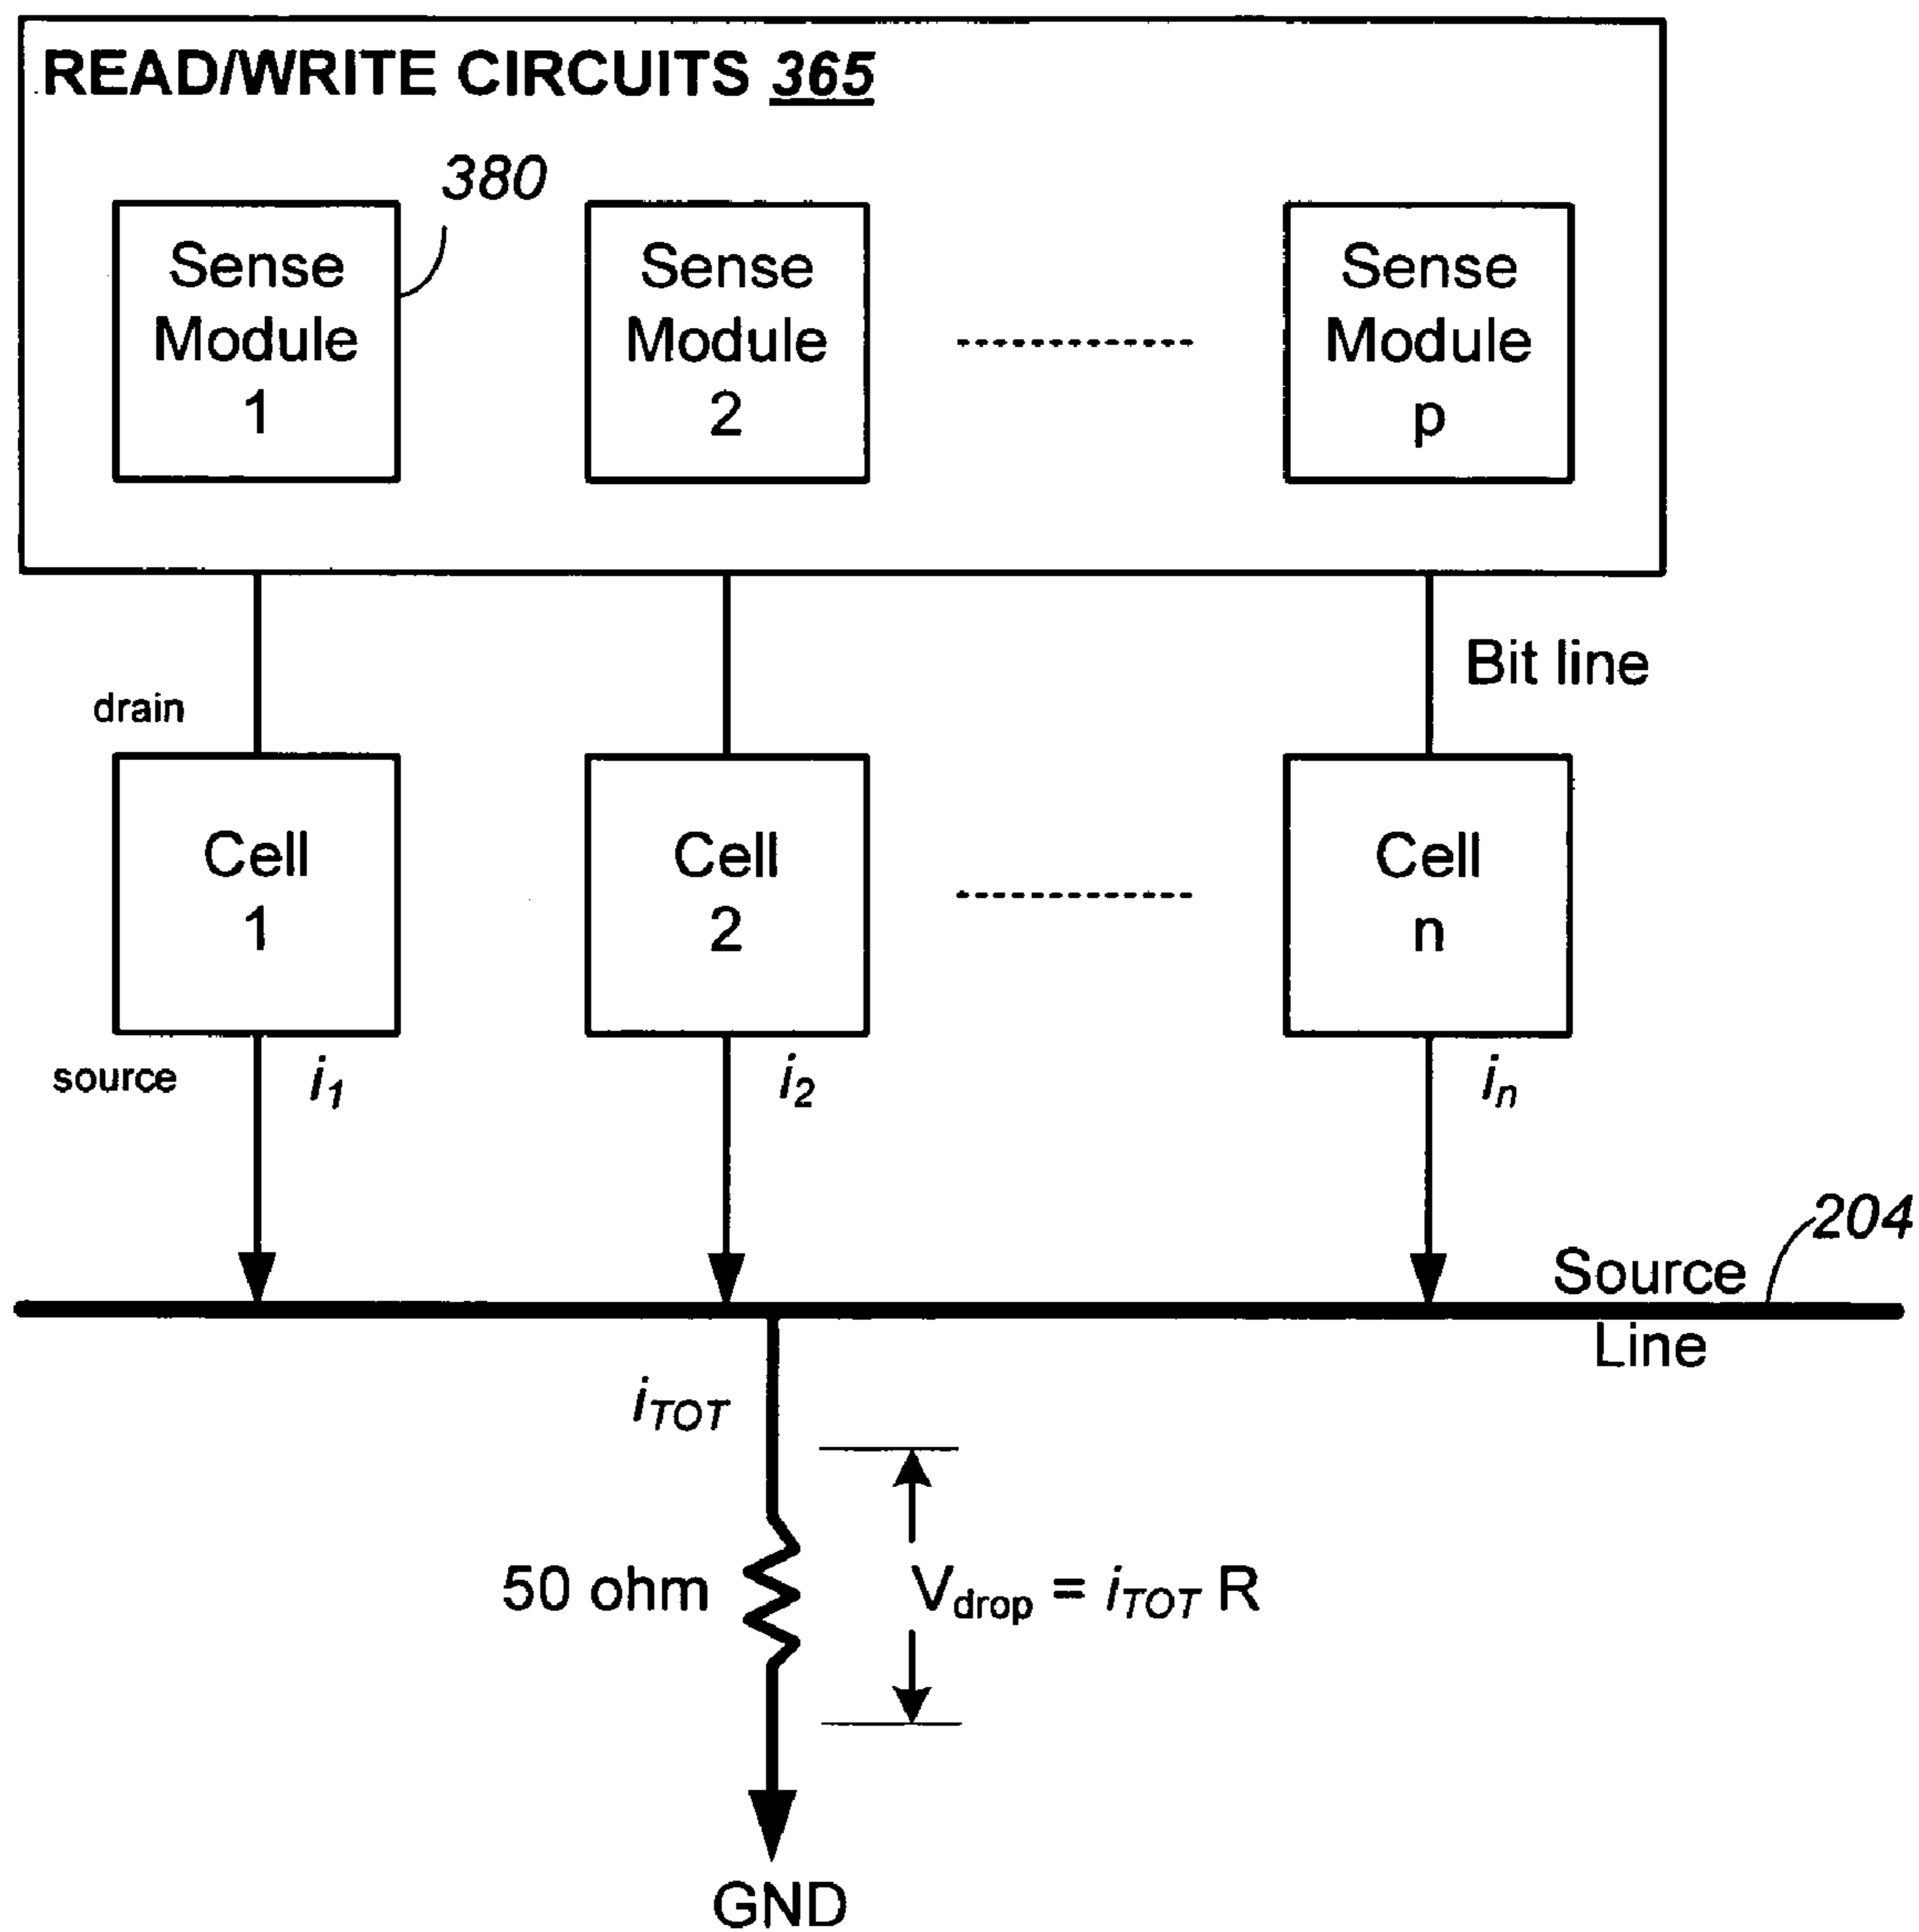 READ/WRITE CIRCUITS 365
380
Sense
Module
1
Sense
Module
2
Sense
Module
p
Bit line
drain
Cell
1
Cell
2
Cell
n
source
i1
i2
in
204
Source
Line
iTOT
50 ohm
Vdrop = iTOT R
GND